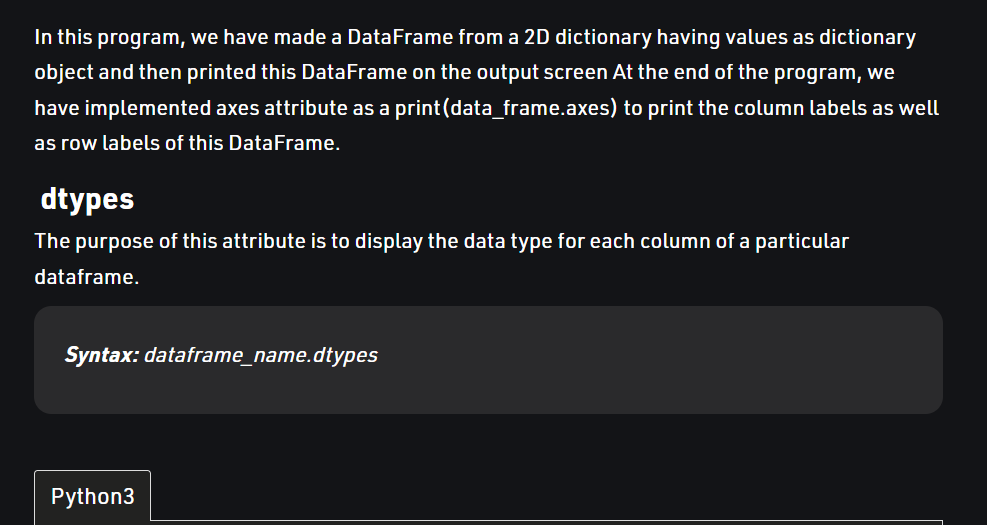 In this program, we have made a DataFrame from a 2D dictionary having values as dictionary
object and then printed this DataFrame on the output screen At the end of the program, we
have implemented axes attribute as a print(data_frame.axes) to print the column labels as well
as row labels of this DataFrame.
dtypes
The purpose of this attribute is to display the data type for each column of a particular
dataframe.
Syntax: dataframe_name.dtypes
Python3